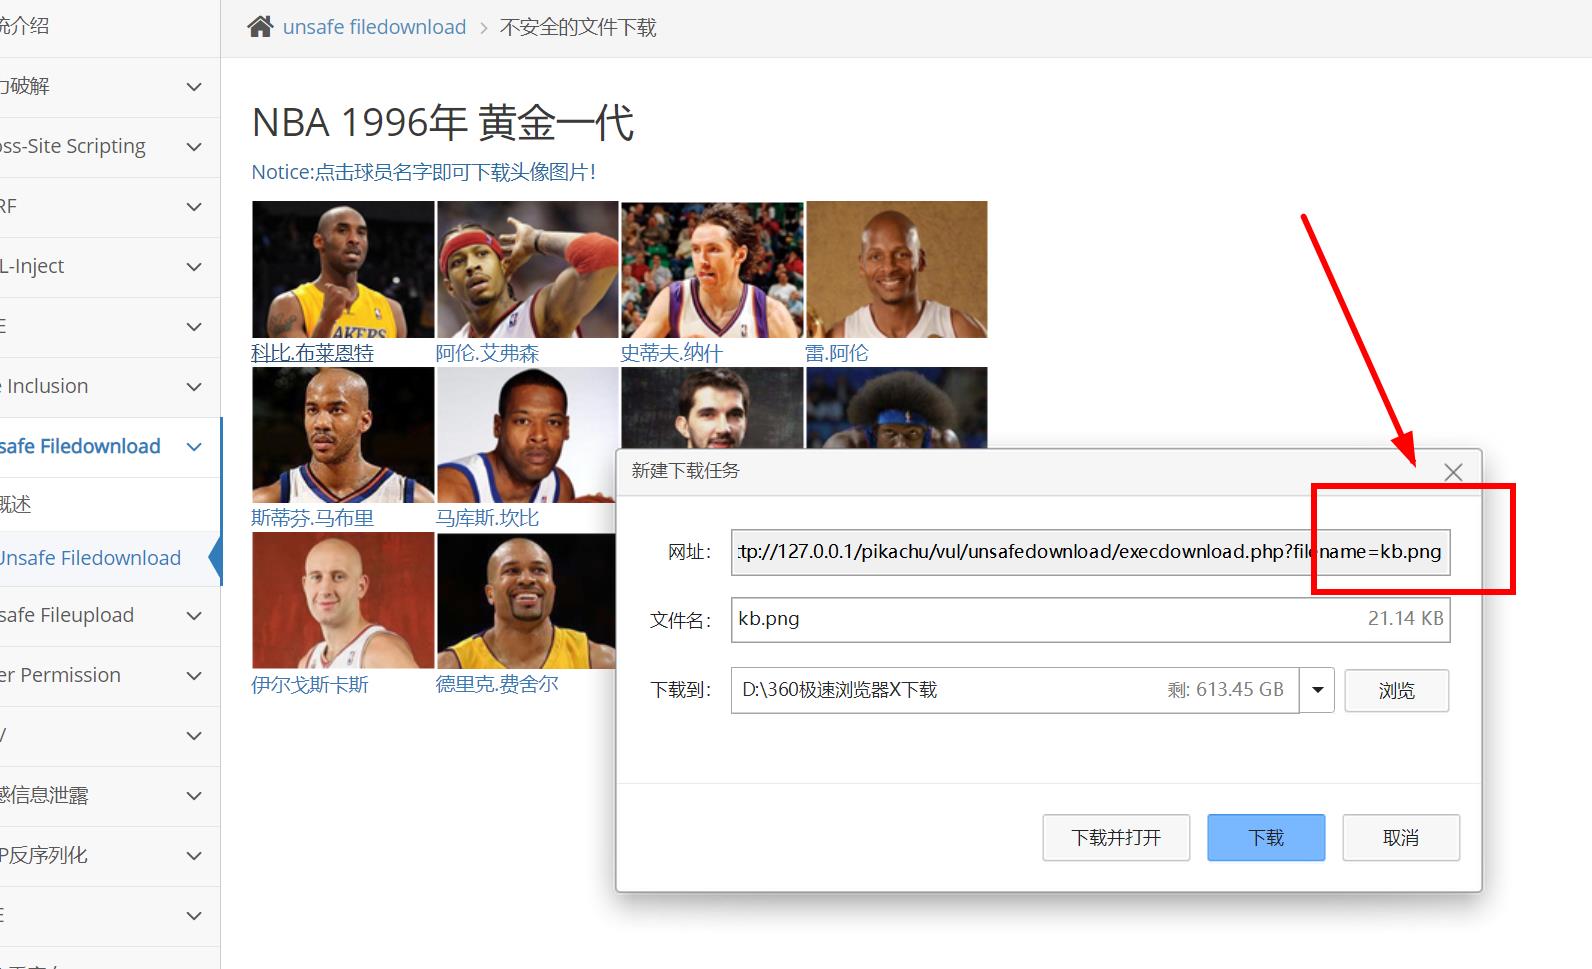 统介绍
力破解
oss-Site Scripting
RF
L-Inject
E
e Inclusion
safe Filedownload
概述
Unsafe Filedownload
safe Fileupload
er Permission
/
感信息泄露
P反序列化
E
unsafe filedownload > 不安全的文件下载
NBA 1996年 黄金一代
Notice:点击球员名字即可下载头像图片!
LAKERS
科比.布莱恩特 阿伦.艾弗森 史蒂夫.纳什 雷.阿伦
斯蒂芬.马布里 马库斯.坎比
伊尔戈斯卡斯 德里克.费舍尔
新建下载任务
网址： tp://127.0.0.1/pikachu/vul/unsafedownload/execdownload.php?filename=kb.png
文件名： kb.png 21.14 KB
下载到： D:\360极速浏览器X下载 剩: 613.45 GB 浏览
下载并打开 下载 取消